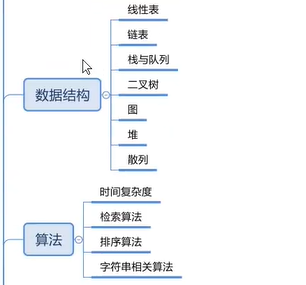 线性表
链表
栈与队列
数据结构
二叉树
图
堆
散列
时间复杂度
检索算法
算法
排序算法
字符串相关算法